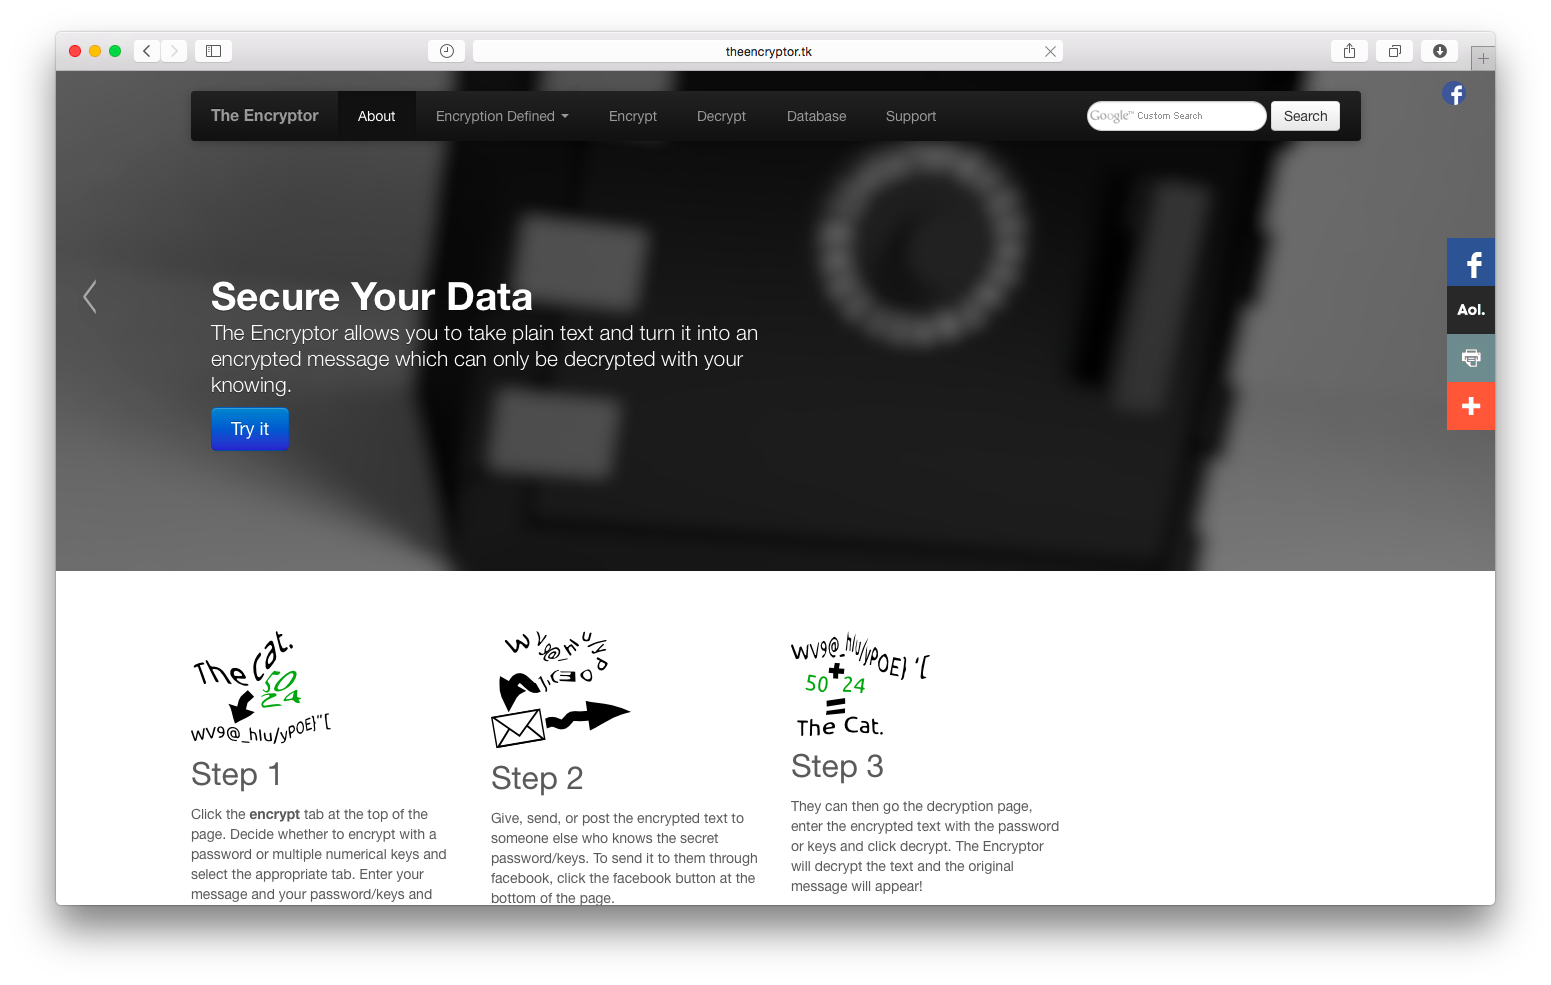 theencryptor.tk
The Encryptor About Encryption Defined Encrypt Decrypt Database Support Google™ Custom Search Search
Secure Your Data
The Encryptor allows you to take plain text and turn it into an
encrypted message which can only be decrypted with your
knowing.
Try it
Aol.
The Cat.
50
24
WV9@_hIu/yPOE}"[
Step 1
Click the encrypt tab at the top of the
page. Decide whether to encrypt with a
password or multiple numerical keys and
select the appropriate tab. Enter your
message and your password/keys and
Step 2
Give, send, or post the encrypted text to
someone else who knows the secret
password/keys. To send it to them through
facebook, click the facebook button at the
bottom of the page.
WV9@_hIu/yPOE}'[
+
50 24
=
The Cat.
Step 3
They can then go the decryption page,
enter the encrypted text with the password
or keys and click decrypt. The Encryptor
will decrypt the text and the original
message will appear!